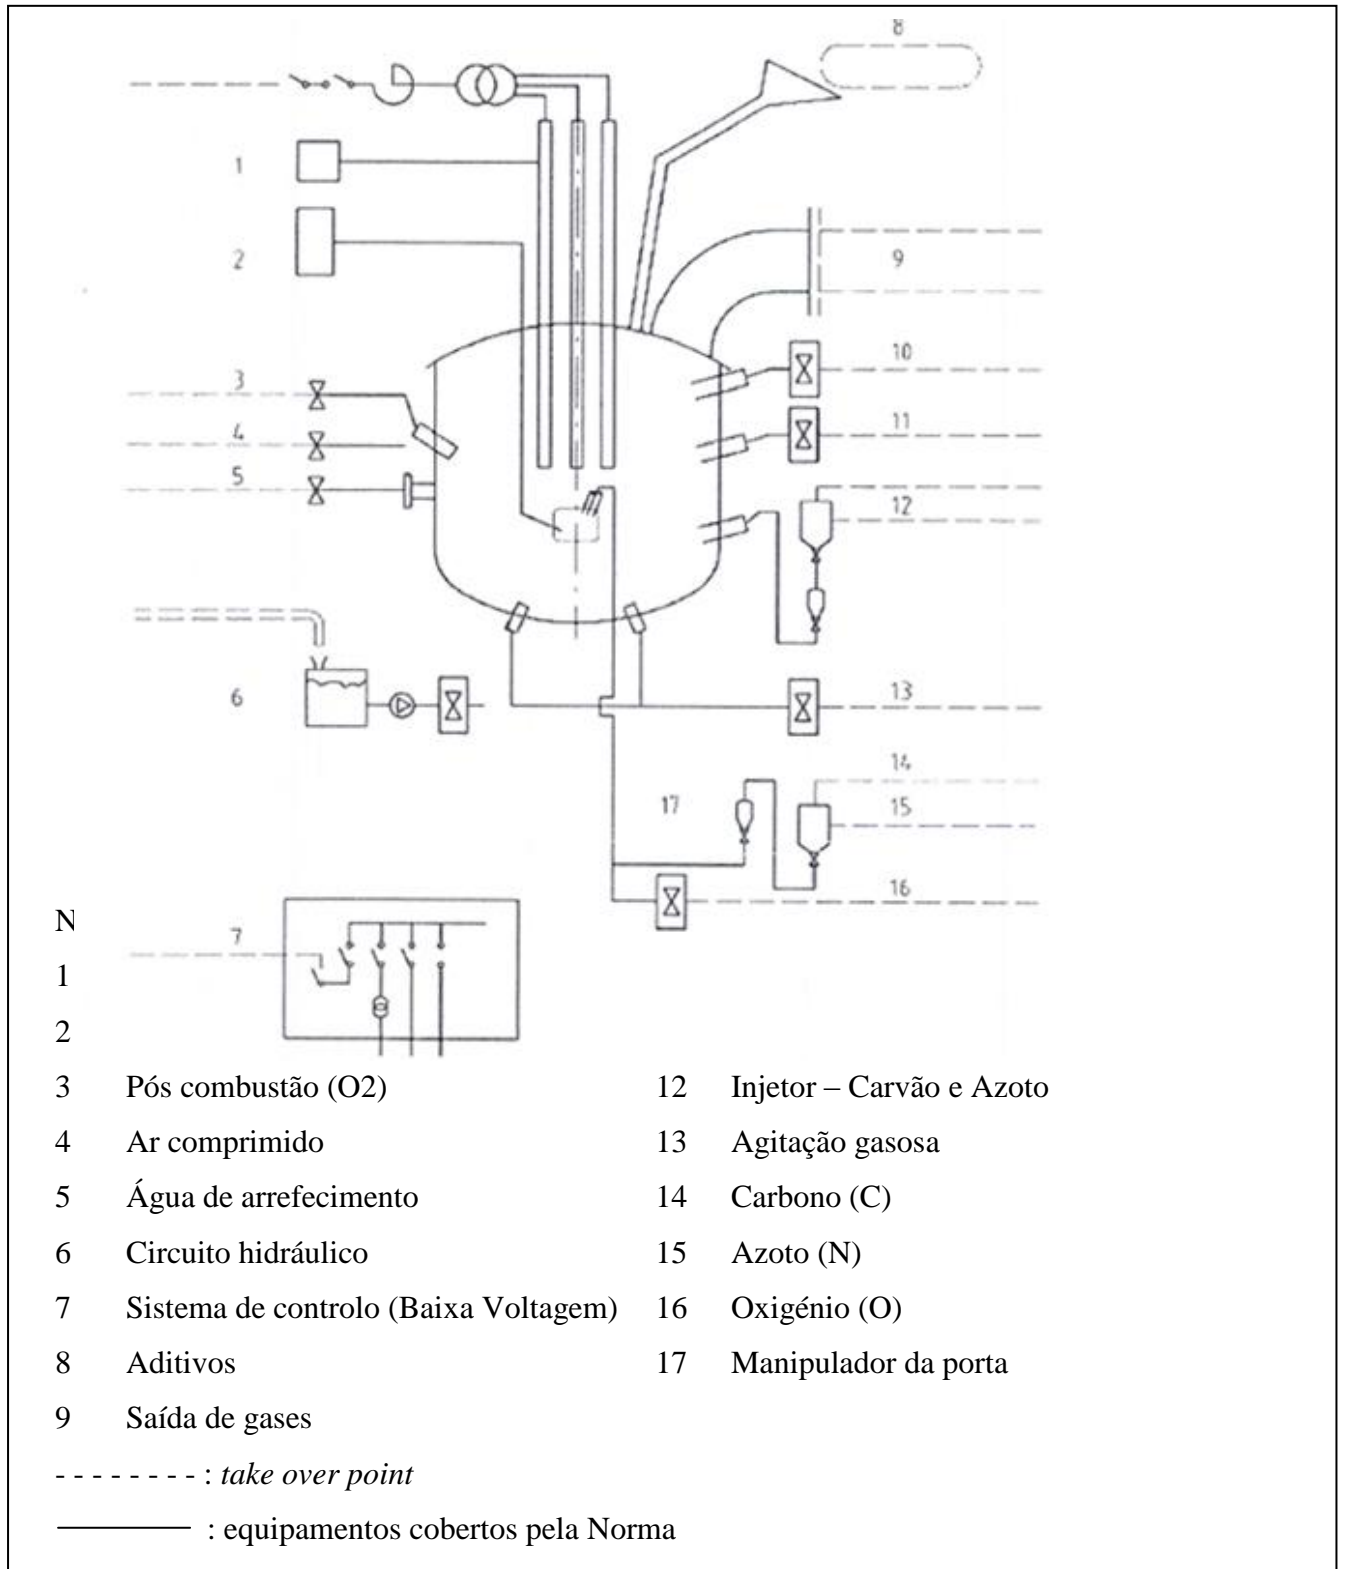 8
1
2
9
3
10
4
11
5
12
6
13
14
17
15
16
7
N
1
2
3 Pós combustão (O2) 12 Injetor – Carvão e Azoto
4 Ar comprimido 13 Agitação gasosa
5 Água de arrefecimento 14 Carbono (C)
6 Circuito hidráulico 15 Azoto (N)
7 Sistema de controlo (Baixa Voltagem) 16 Oxigénio (O)
8 Aditivos 17 Manipulador da porta
9 Saída de gases
- - - - - - - - : take over point
: equipamentos cobertos pela Norma